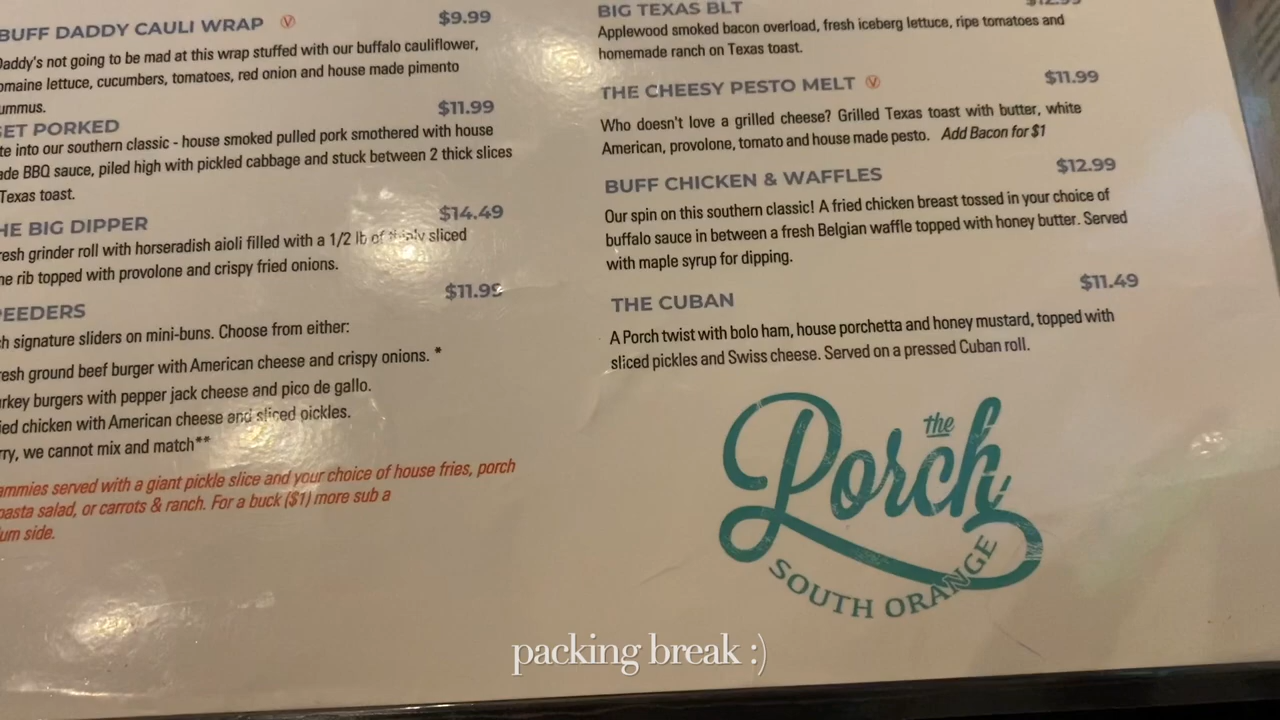 BUFF DADDY CAULI WRAP V $9.99
Daddy's not going to be mad at this wrap stuffed with our buffalo cauliflower,
omaine lettuce, cucumbers, tomatoes, red onion and house made pimento
ummus.
GET PORKED $11.99
te into our southern classic - house smoked pulled pork smothered with house
ade BBQ sauce, piled high with pickled cabbage and stuck between 2 thick slices
Texas toast.
HE BIG DIPPER $14.49
resh grinder roll with horseradish aioli filled with a 1/2 lb of thinly sliced
me rib topped with provolone and crispy fried onions.
EEDERS $11.99
ch signature sliders on mini-buns. Choose from either:
resh ground beef burger with American cheese and crispy onions. *
urkey burgers with pepper jack cheese and pico de gallo.
ied chicken with American cheese and sliced pickles.
rry, we cannot mix and match**
ammies served with a giant pickle slice and your choice of house fries, porch
pasta salad, or carrots & ranch. For a buck ($1) more sub a
um side.
BIG TEXAS BLT $12.99
Applewood smoked bacon overload, fresh iceberg lettuce, ripe tomatoes and
homemade ranch on Texas toast.
THE CHEESY PESTO MELT V $11.99
Who doesn't love a grilled cheese? Grilled Texas toast with butter, white
American, provolone, tomato and house made pesto. Add Bacon for $1
BUFF CHICKEN & WAFFLES $12.99
Our spin on this southern classic! A fried chicken breast tossed in your choice of
buffalo sauce in between a fresh Belgian waffle topped with honey butter. Served
with maple syrup for dipping.
THE CUBAN $11.49
A Porch twist with bolo ham, house porchetta and honey mustard, topped with
sliced pickles and Swiss cheese. Served on a pressed Cuban roll.
the
Porch
SOUTH ORANGE
packing break :)